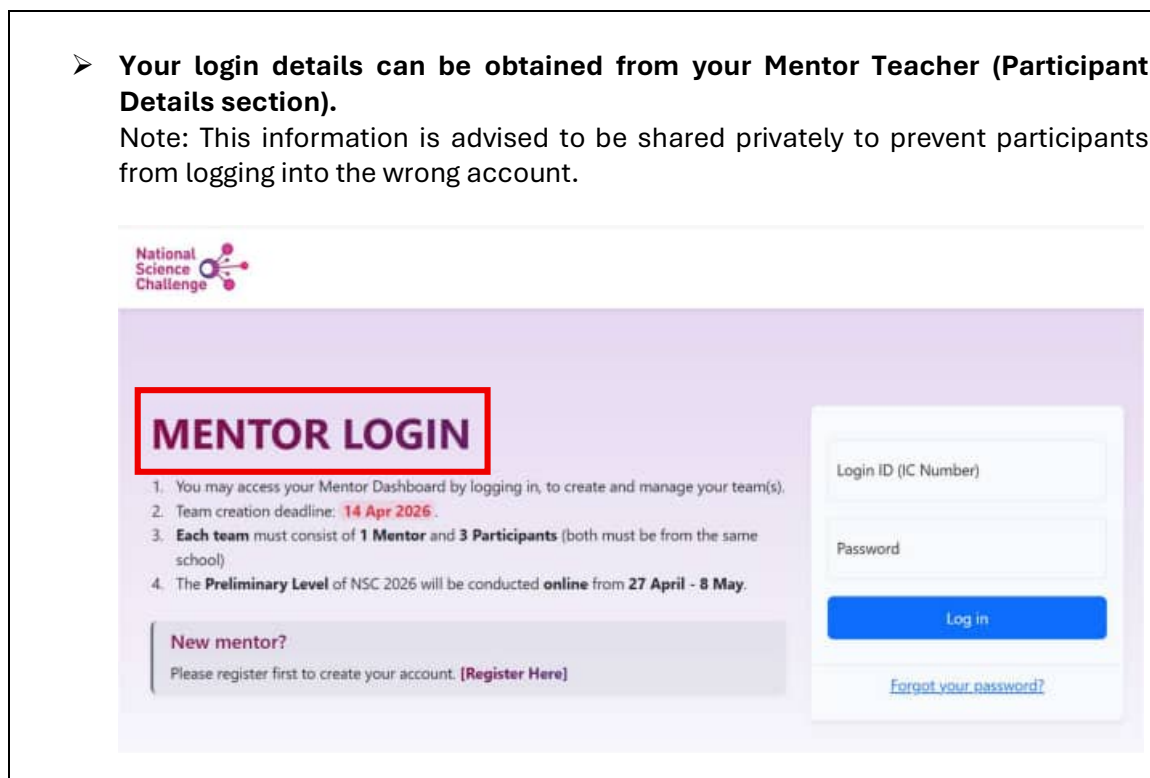 ➢ Your login details can be obtained from your Mentor Teacher (Participant
Details section).
Note: This information is advised to be shared privately to prevent participants
from logging into the wrong account.
National
Science
Challenge
MENTOR LOGIN
1. You may access your Mentor Dashboard by logging in, to create and manage your team(s).
2. Team creation deadline: 14 Apr 2026 .
3. Each team must consist of 1 Mentor and 3 Participants (both must be from the same
school)
4. The Preliminary Level of NSC 2026 will be conducted online from 27 April - 8 May.
New mentor?
Please register first to create your account. [Register Here]
Login ID (IC Number)
Password
Log in
Forgot your password?